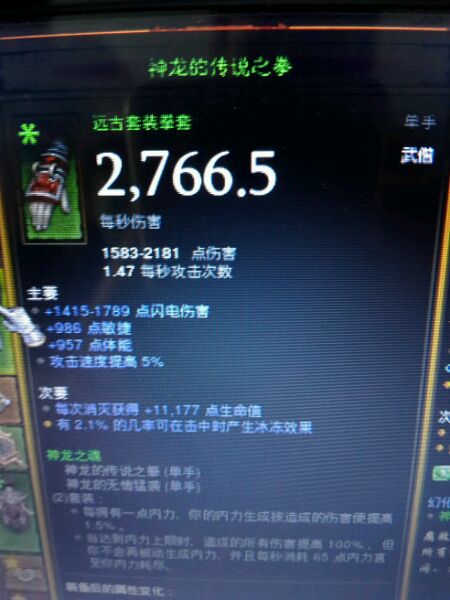 神龙的传说之拳
远古套装拳套
单手
武僧
2,766.5
每秒伤害
1583-2181 点伤害
1.47 每秒攻击次数
主要
+1415-1789 点闪电伤害
+986 点敏捷
+957 点体能
攻击速度提高 5%
次要
每次消灭获得 +11,177 点生命值
有 2.1% 的几率可在击中时产生冰冻效果
神龙之魂
神龙的传说之拳 (单手)
神龙的无情猛袭 (单手)
(2)套装：
每拥有一点内力，你的内力生成技造成的伤害便提高
1.5%。
当达到内力上限时，造成的所有伤害提高 100%，但
你不会再被动生成内力，并且每秒消耗 65 点内力直
至你内力耗尽。
装备后的属性变化：